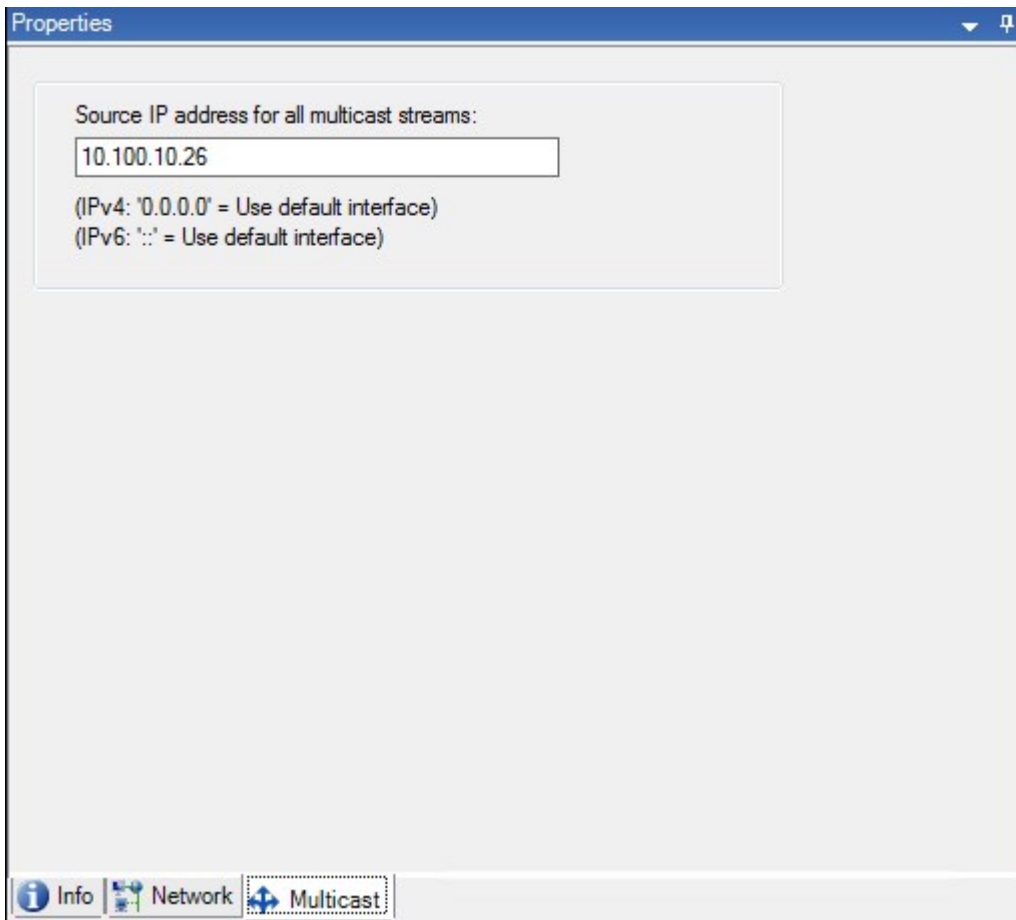 Properties
Source IP address for all multicast streams:
10.100.10.26
(IPv4: '0.0.0.0' = Use default interface)
(IPv6: '::' = Use default interface)
Info Network Multicast